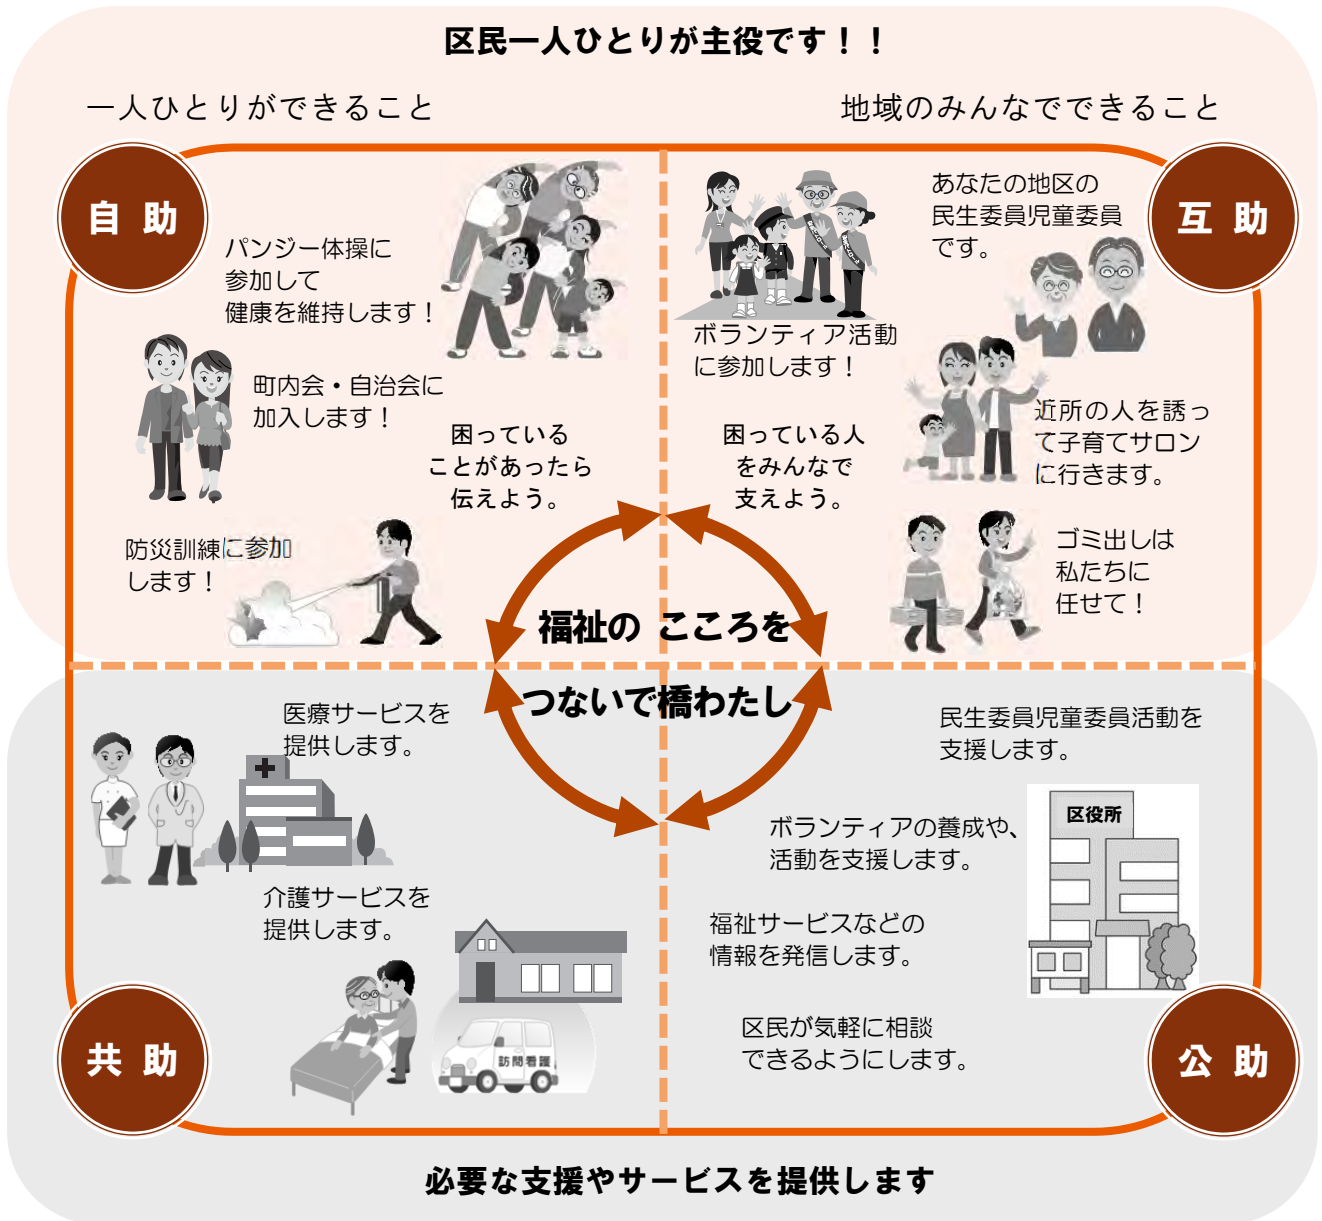 区民一人ひとりが主役です！！
一人ひとりができること
地域のみんなでできること
自助
パンジー体操に
参加して
健康を維持します！
町内会・自治会に
加入します！
防災訓練に参加
します！
困っている
ことがあったら
伝えよう。
互助
あなたの地区の
民生委員児童委員
です。
ボランティア活動
に参加します！
近所の人を誘っ
て子育てサロン
に行きます。
困っている人
をみんなで
支えよう。
ゴミ出しは
私たちに
任せて！
福祉の こころを
つないで橋わたし
医療サービスを
提供します。
介護サービスを
提供します。
訪問看護
共助
民生委員児童委員活動を
支援します。
区役所
ボランティアの養成や、
活動を支援します。
福祉サービスなどの
情報を発信します。
区民が気軽に相談
できるようにします。
公助
必要な支援やサービスを提供します